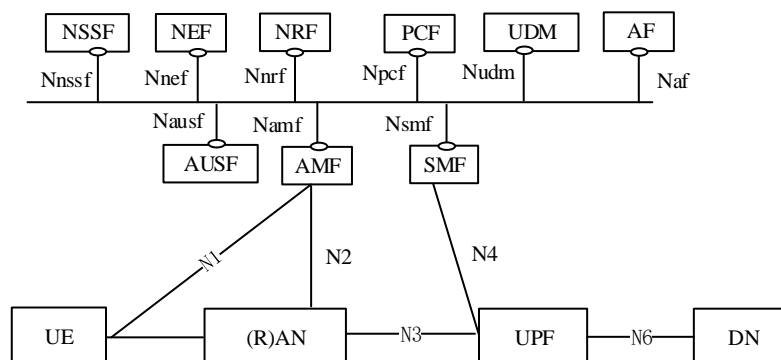 NSSF NEF NRF PCF UDM AF
Nnssf Nnef Nnrf Npcf Nudm Naf
Nausf Namf Nsmf
AUSF AMF SMF
N1 N2 N4
UE (R)AN N3 UPF N6 DN